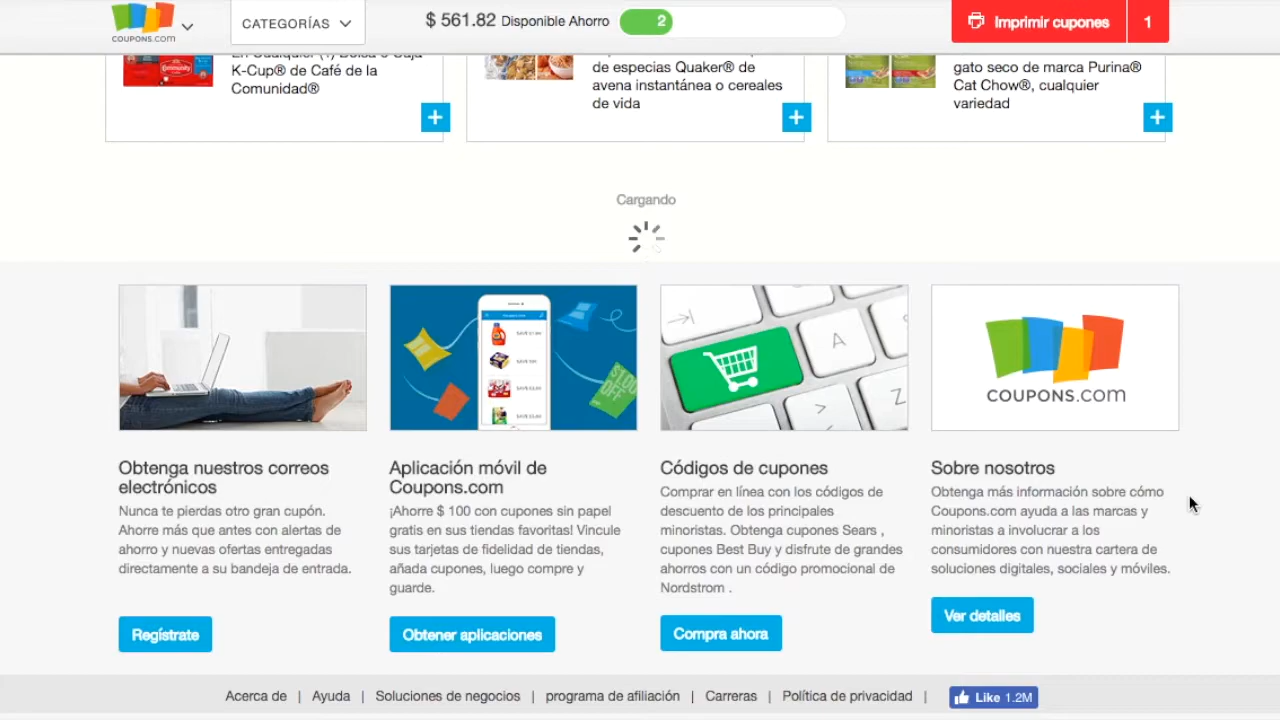 COUPONS.com
CATEGORÍAS
$ 561.82 Disponible Ahorro
2
Imprimir cupones
1
En Cualquier (1) Bolsa o Caja
K-Cup® de Café de la
Comunidad®
de especias Quaker® de
avena instantánea o cereales
de vida
gato seco de marca Purina®
Cat Chow®, cualquier
variedad
Cargando
A
Z
$100
OFF
COUPONS.com
Obtenga nuestros correos
electrónicos
Nunca te pierdas otro gran cupón.
Ahorre más que antes con alertas de
ahorro y nuevas ofertas entregadas
directamente a su bandeja de entrada.
Regístrate
Aplicación móvil de
Coupons.com
¡Ahorre $ 100 con cupones sin papel
gratis en sus tiendas favoritas! Vincule
sus tarjetas de fidelidad de tiendas,
añada cupones, luego compre y
guarde.
Obtener aplicaciones
Códigos de cupones
Comprar en línea con los códigos de
descuento de los principales
minoristas. Obtenga cupones Sears ,
cupones Best Buy y disfrute de grandes
ahorros con un código promocional de
Nordstrom .
Compra ahora
Sobre nosotros
Obtenga más información sobre cómo
Coupons.com ayuda a las marcas y
minoristas a involucrar a los
consumidores con nuestra cartera de
soluciones digitales, sociales y móviles.
Ver detalles
Acerca de | Ayuda | Soluciones de negocios | programa de afiliación | Carreras | Política de privacidad |
Like 1.2M